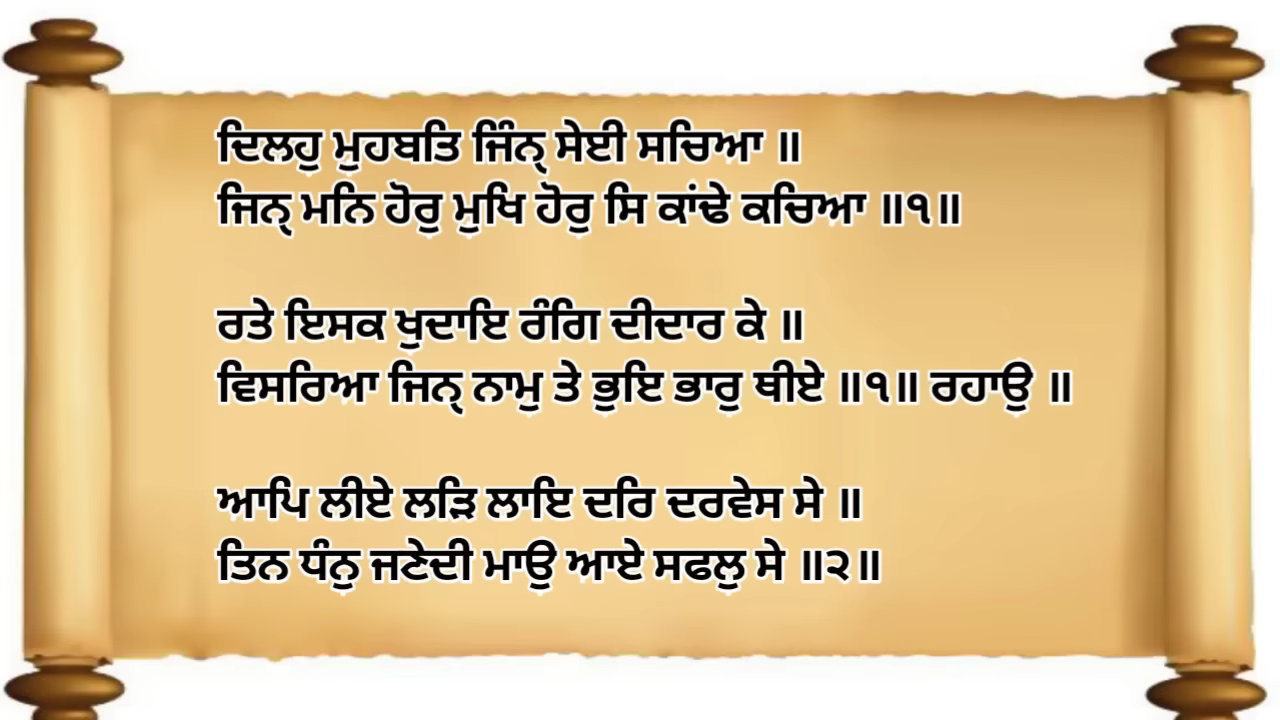 ਦਿਲਹੁ ਮੁਹਬਤਿ ਜਿੰਨੑ ਸੇਈ ਸਚਿਆ ॥
ਜਿਨੑ ਮਨਿ ਹੋਰੁ ਮੁਖਿ ਹੋਰੁ ਸਿ ਕਾਂਢੇ ਕਚਿਆ ॥੧॥
ਰਤੇ ਇਸਕ ਖੁਦਾਇ ਰੰਗਿ ਦੀਦਾਰ ਕੇ ॥
ਵਿਸਰਿਆ ਜਿਨੑ ਨਾਮੁ ਤੇ ਭੁਇ ਭਾਰੁ ਥੀਏ ॥੧॥ ਰਹਾਉ ॥
ਆਪਿ ਲੀਏ ਲੜਿ ਲਾਇ ਦਰਿ ਦਰਵੇਸ ਸੇ ॥
ਤਿਨ ਧੰਨੁ ਜਣੇਦੀ ਮਾਉ ਆਏ ਸਫਲੁ ਸੇ ॥੨॥